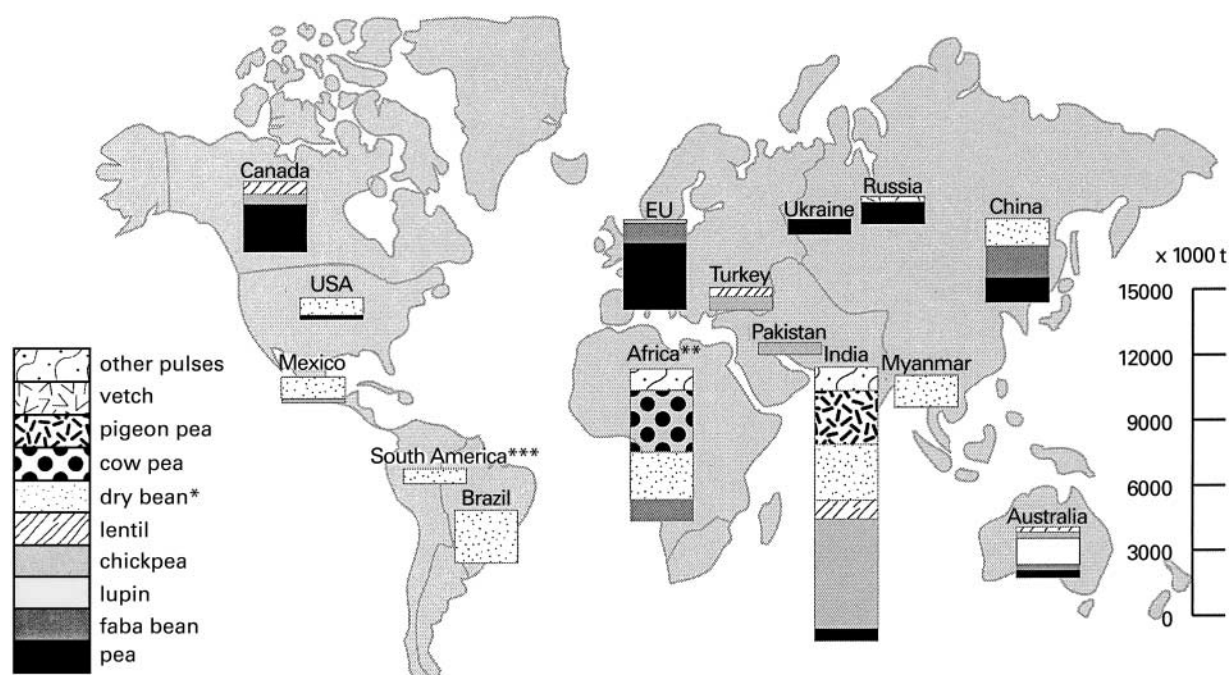 Canada
USA
Mexico
South America***
Brazil
EU
Ukraine
Russia
China
Turkey
Pakistan
Africa**
India
Myanmar
Australia
x 1000 t
15000
12000
9000
6000
3000
0
other pulses
vetch
pigeon pea
cow pea
dry bean*
lentil
chickpea
lupin
faba bean
pea